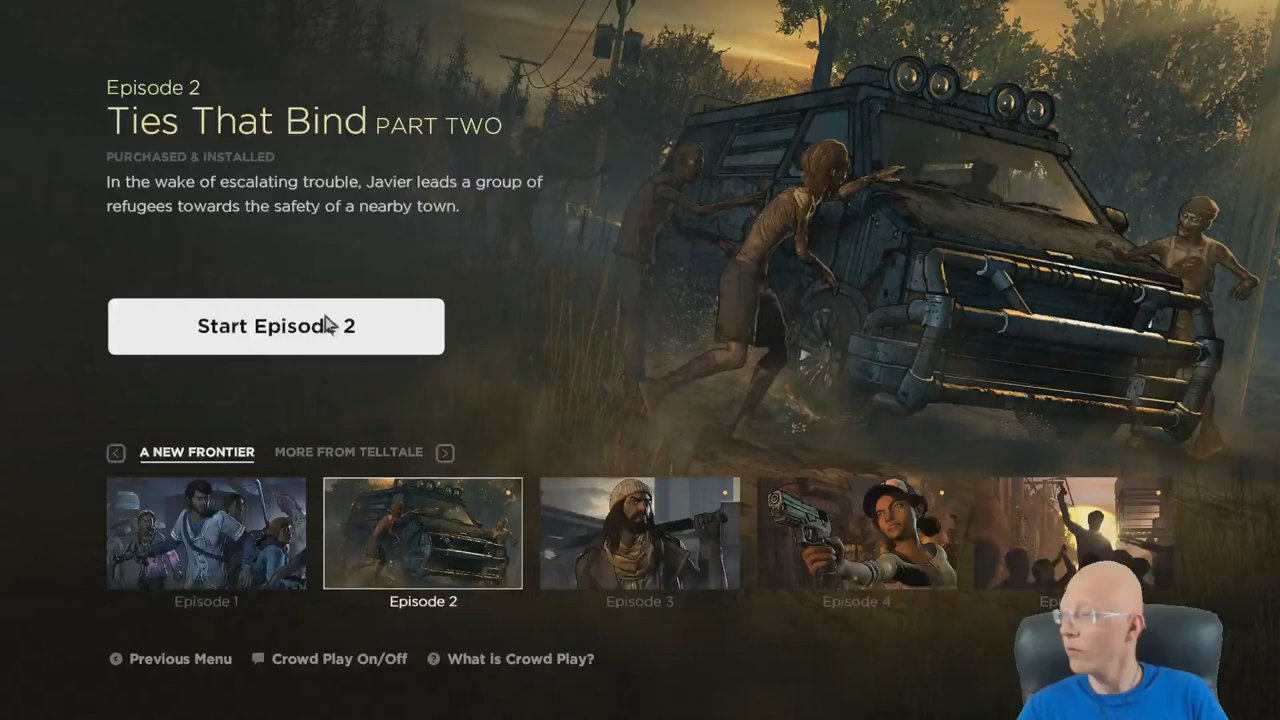 Episode 2
Ties That Bind PART TWO
PURCHASED & INSTALLED
In the wake of escalating trouble, Javier leads a group of
refugees towards the safety of a nearby town.
Start Episode 2
A NEW FRONTIER MORE FROM TELLTALE
Episode 1 Episode 2 Episode 3 Episode 4
Previous Menu Crowd Play On/Off What is Crowd Play?